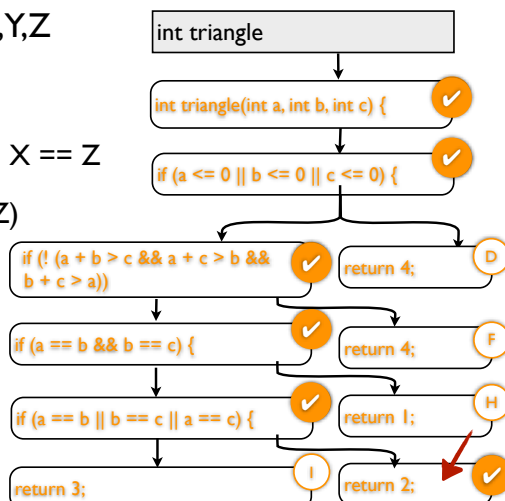 ,Y,Z
int triangle
int triangle(int a, int b, int c) {
X == Z
if (a <= 0 || b <= 0 || c <= 0) {
Z)
if (! (a + b > c && a + c > b &&
b + c > a))
D
return 4;
if (a == b && b == c) {
F
return 4;
if (a == b || b == c || a == c) {
H
return 1;
I
return 3;
return 2;